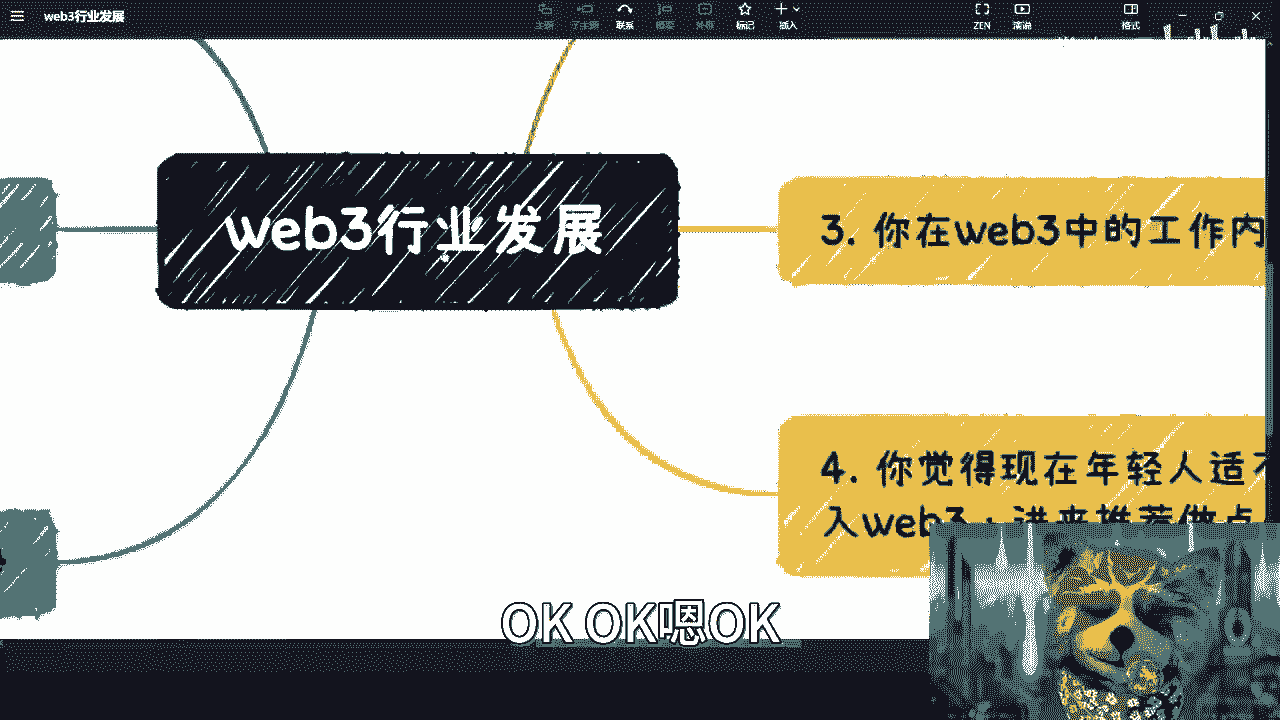 web3行业发展
主题
子主题
联系
概要
外框
标记
插入
ZEN
演说
格式
web3行业发展
3. 你在web3中的工作内
4. 你觉得现在年轻人适
入web3
OK OK嗯OK